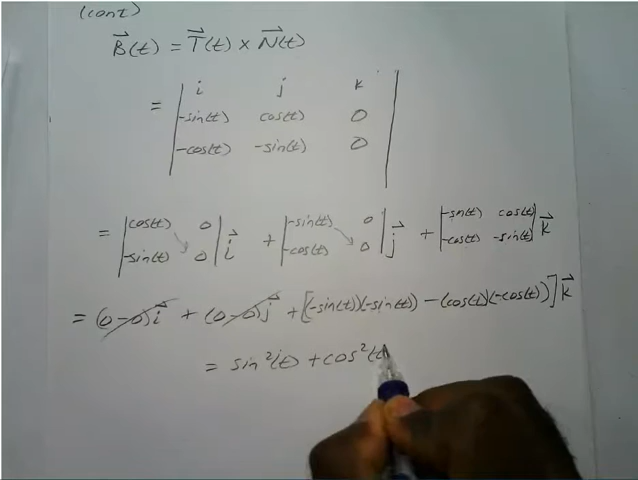 (cont)
B⃗(t) = T⃗(t) × N⃗(t)
= | i j k |
| -sin(t) cos(t) 0 |
| -cos(t) -sin(t) 0 |
= |cos(t) 0| i⃗ + |-sin(t) 0| j⃗ + |-sin(t) cos(t)| k⃗
|-sin(t) 0| |-cos(t) 0| |-cos(t) -sin(t)|
= (0-0)i⃗ + (0-0)j⃗ + [(-sin(t))(-sin(t)) - (cos(t)(-cos(t))]k⃗
= sin²(t) + cos²(t